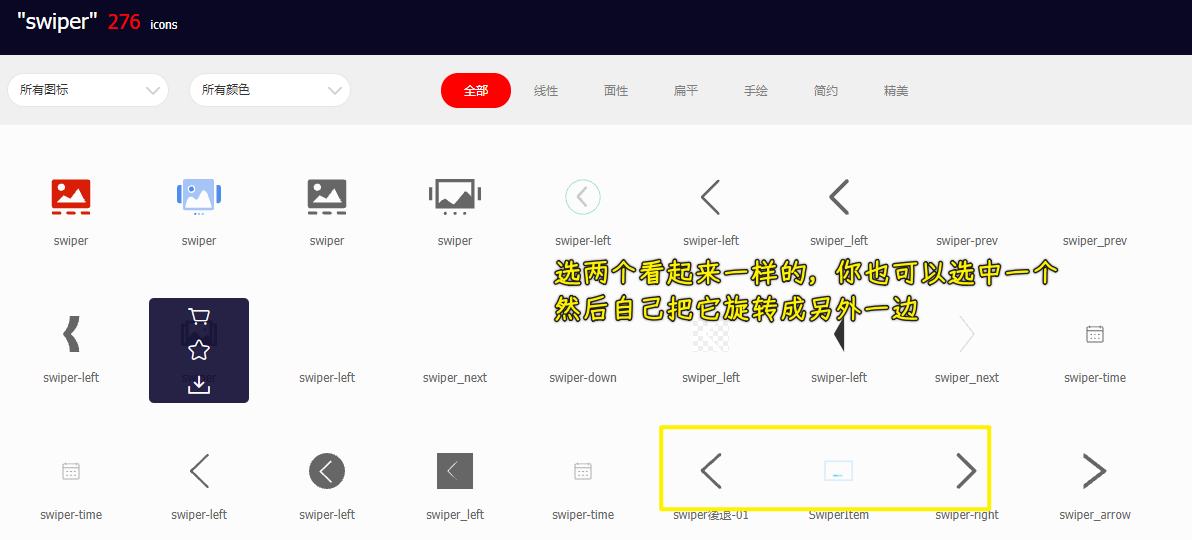 "swiper" 276 icons
所有图标 所有颜色 全部 线性 面性 扁平 手绘 简约 精美
swiper swiper swiper swiper swiper-left swiper-left swiper_left swiper-prev swiper_prev
选两个看起来一样的，你也可以选中一个
然后自己把它旋转成另外一边
swiper-left swiper swiper-left swiper_next swiper-down swiper_left swiper-left swiper_next swiper-time
swiper-time swiper-left swiper-left swiper_left swiper-time swiper後退-01 SwiperItem swiper-right swiper_arrow